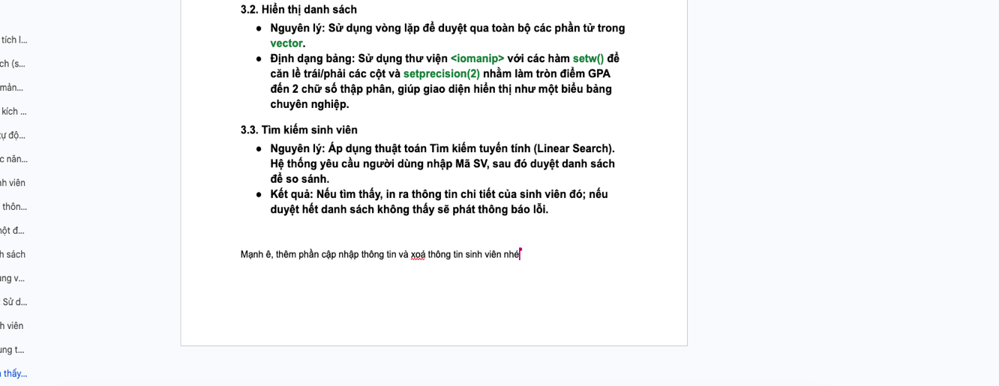 3.2. Hiển thị danh sách
● Nguyên lý: Sử dụng vòng lặp để duyệt qua toàn bộ các phần tử trong
vector.
● Định dạng bảng: Sử dụng thư viện <iomanip> với các hàm setw() để
căn lề trái/phải các cột và setprecision(2) nhằm làm tròn điểm GPA
đến 2 chữ số thập phân, giúp giao diện hiển thị như một biểu bảng
chuyên nghiệp.
3.3. Tìm kiếm sinh viên
● Nguyên lý: Áp dụng thuật toán Tìm kiếm tuyến tính (Linear Search).
Hệ thống yêu cầu người dùng nhập Mã SV, sau đó duyệt danh sách
để so sánh.
● Kết quả: Nếu tìm thấy, in ra thông tin chi tiết của sinh viên đó; nếu
duyệt hết danh sách không thấy sẽ phát thông báo lỗi.
Mạnh ê, thêm phần cập nhập thông tin và xoá thông tin sinh viên nhé
tích l...
ch (s...
mản...
kích ...
tự độ...
c năn...
nh viên
thôn...
một đ...
h sách
ung v...
Sử d...
h viên
ung t...
thấy...